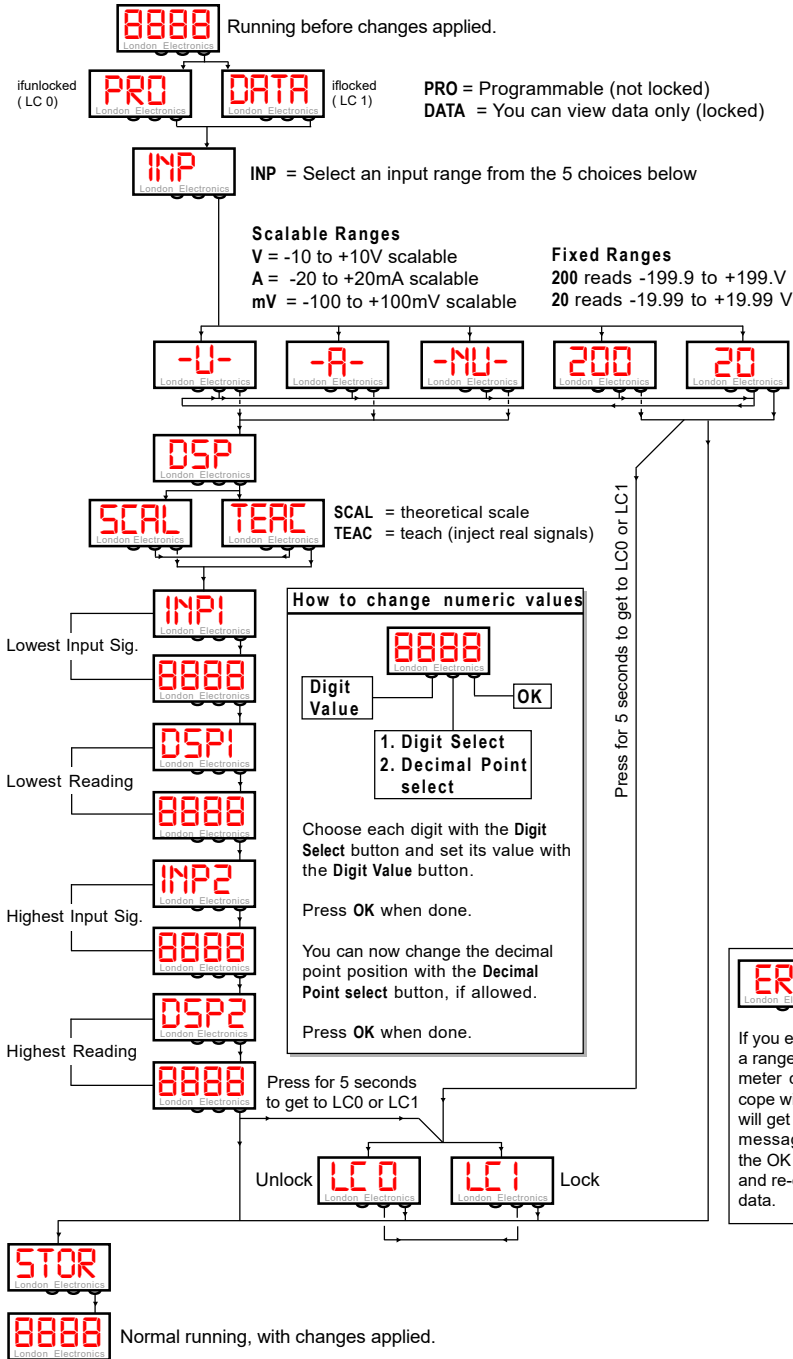 8888
London Electronics
Running before changes applied.
ifunlocked
( LC 0)
PRO
London Electronics
DATA
London Electronics
iflocked
( LC 1)
PRO = Programmable (not locked)
DATA = You can view data only (locked)
INP
London Electronics
INP = Select an input range from the 5 choices below
Scalable Ranges
V = -10 to +10V scalable
A = -20 to +20mA scalable
mV = -100 to +100mV scalable
Fixed Ranges
200 reads -199.9 to +199.V
20 reads -19.99 to +19.99 V
-U-
London Electronics
-A-
London Electronics
-MU-
London Electronics
200
London Electronics
20
London Electronics
DSP
London Electronics
SCAL
London Electronics
TEAC
London Electronics
SCAL = theoretical scale
TEAC = teach (inject real signals)
Press for 5 seconds to get to LC0 or LC1
Lowest Input Sig.
INP1
London Electronics
8888
London Electronics
Lowest Reading
DSP1
London Electronics
8888
London Electronics
Highest Input Sig.
INP2
London Electronics
8888
London Electronics
Highest Reading
DSP2
London Electronics
8888
London Electronics
How to change numeric values
8888
London Electronics
Digit
Value
OK
1. Digit Select
2. Decimal Point
select
Choose each digit with the Digit
Select button and set its value with
the Digit Value button.
Press OK when done.
You can now change the decimal
point position with the Decimal
Point select button, if allowed.
Press OK when done.
ER
London El
If you e
a range
meter c
cope wi
will get
messag
the OK
and re-e
data.
Press for 5 seconds
to get to LC0 or LC1
Unlock
LC 0
London Electronics
LC1
London Electronics
Lock
STOR
London Electronics
8888
London Electronics
Normal running, with changes applied.